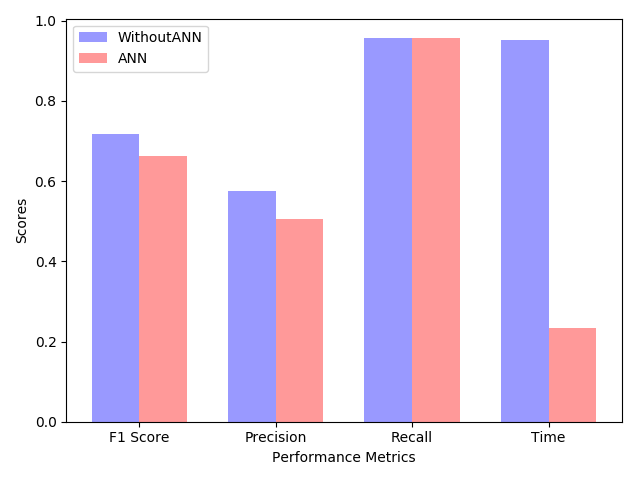 WithoutANN
ANN
1.0
0.8
0.6
0.4
0.2
0.0
Scores
F1 Score
Precision
Recall
Time
Performance Metrics